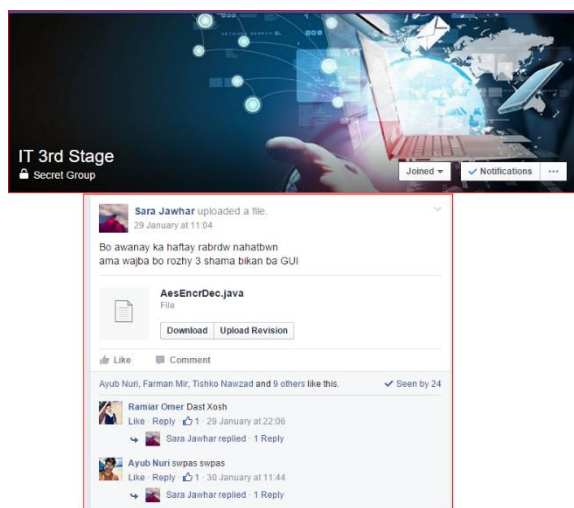 IT 3rd Stage
Secret Group
Joined
Notifications
Sara Jawhar uploaded a file.
29 January at 11:04
Bo awanay ka haftay rabrdw nahatbwn
ama wajba bo rozhy 3 shama bikan ba GUI
AesEncrDec.java
File
Download Upload Revision
Like Comment
Ayub Nuri, Farman Mir, Tishko Nawzad and 9 others like this. Seen by 24
Ramiar Omer Dast Xosh
Like · Reply · 1 · 29 January at 22:06
Sara Jawhar replied · 1 Reply
Ayub Nuri swpas swpas
Like · Reply · 1 · 30 January at 11:44
Sara Jawhar replied · 1 Reply